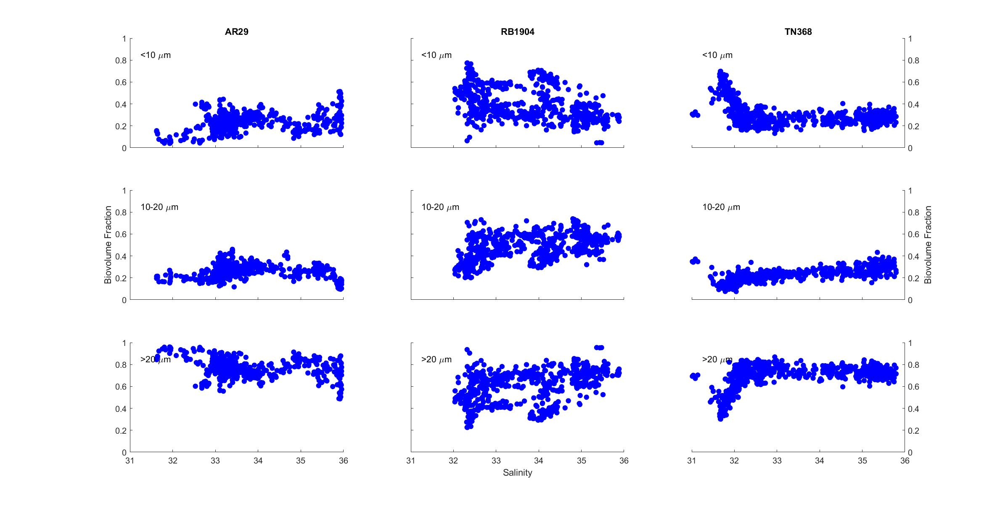 AR29 RB1904 TN368
1 1
<10 μm <10 μm <10 μm
0.8 0.8
0.6 0.6
0.4 0.4
0.2 0.2
0 0
1 1
10-20 μm 10-20 μm 10-20 μm
0.8 0.8
0.6 0.6
Biovolume Fraction Biovolume Fraction
0.4 0.4
0.2 0.2
0 0
1 1
>20 μm >20 μm >20 μm
0.8 0.8
0.6 0.6
0.4 0.4
0.2 0.2
0 0
31 32 33 34 35 36 31 32 33 34 35 36 31 32 33 34 35 36
Salinity